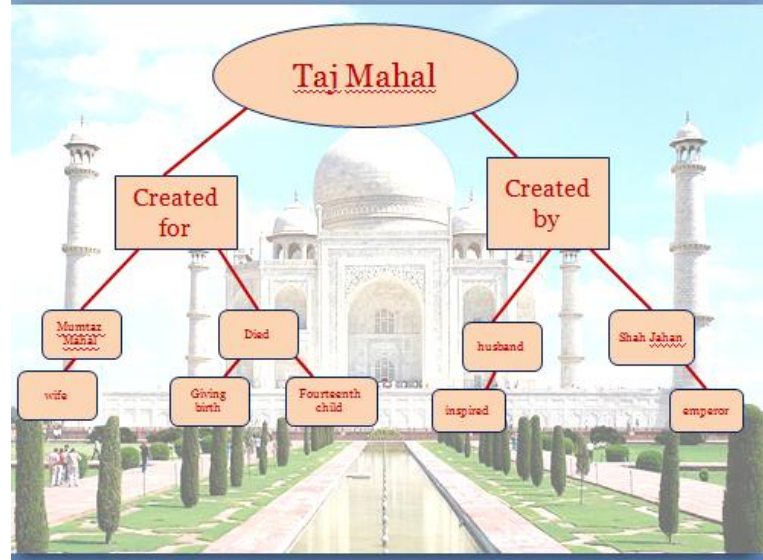 Taj Mahal
Created
for
Created
by
Mumtaz
Mahal
Died
husband
Shah Jahan
wife
Giving
birth
Fourteenth
child
inspired
emperor